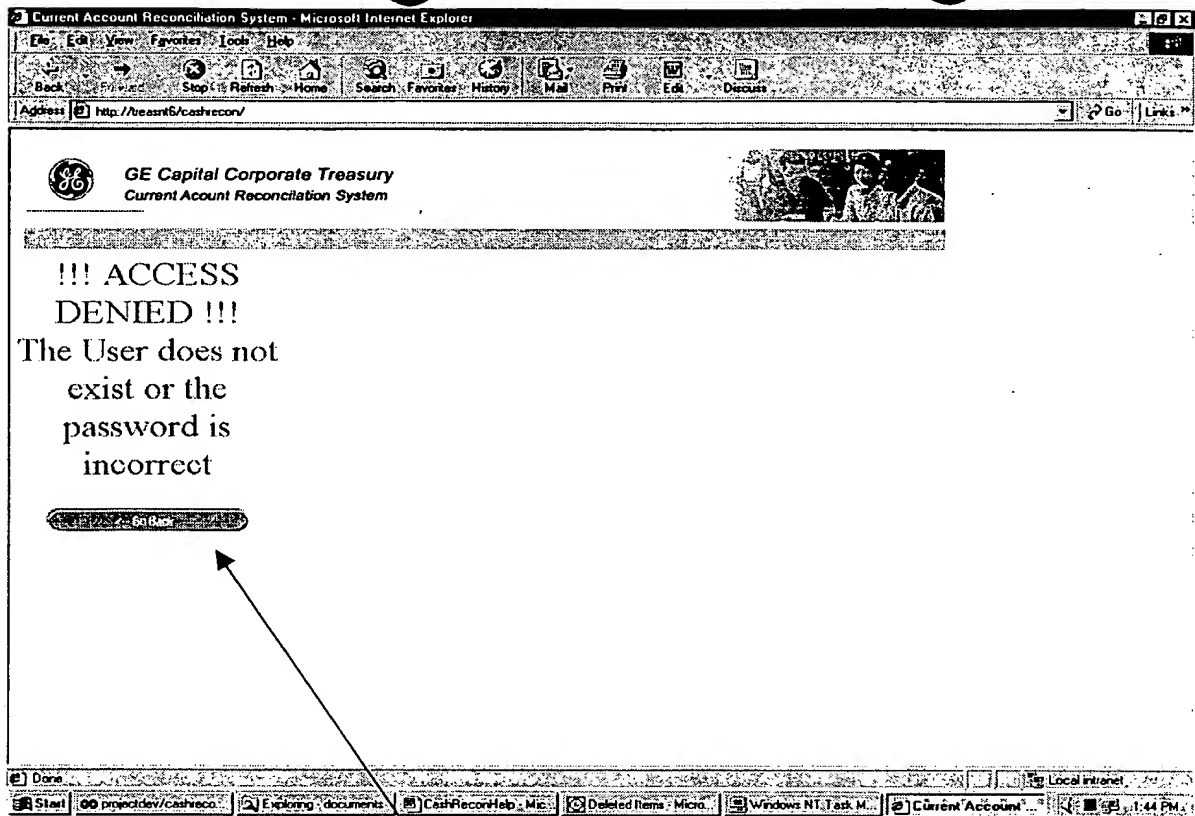 Current Account Reconciliation System - Microsoft Internet Explorer
File Edit View Favorites Tools Help
Back Forward Stop Refresh Home Search Favorites History Mail Print Edit Discuss
Address http://treasnt6/cashrecon/ Go Links »
GE Capital Corporate Treasury
Current Acount Reconcilation System
!!! ACCESS
DENIED !!!
The User does not
exist or the
password is
incorrect
<-- Go Back
Done Local intranet
Start projectdev/cashreco... Exploring - documents CashReconHelp - Mic... Deleted Items - Micro... Windows NT Task M... Current Account ... 1:44 PM